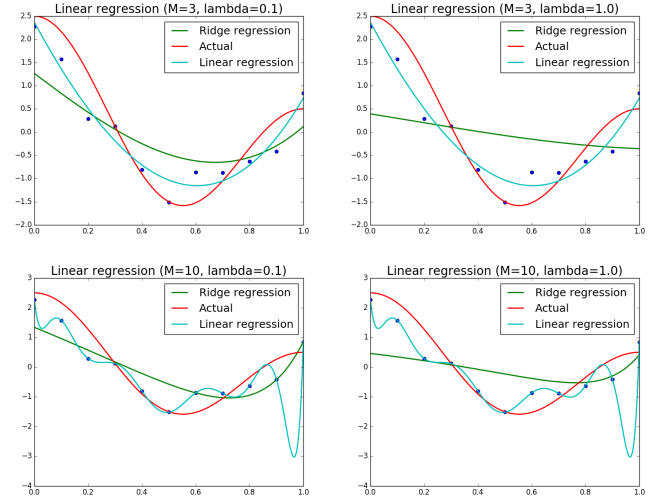 Linear regression (M=3, lambda=0.1)
2.5
2.0
1.5
1.0
0.5
0.0
−0.5
−1.0
−1.5
−2.0
0.0 0.2 0.4 0.6 0.8 1.0
Ridge regression
Actual
Linear regression
Linear regression (M=3, lambda=1.0)
2.5
2.0
1.5
1.0
0.5
0.0
−0.5
−1.0
−1.5
−2.0
0.0 0.2 0.4 0.6 0.8 1.0
Ridge regression
Actual
Linear regression
Linear regression (M=10, lambda=0.1)
3
2
1
0
−1
−2
−3
−4
0.0 0.2 0.4 0.6 0.8 1.0
Ridge regression
Actual
Linear regression
Linear regression (M=10, lambda=1.0)
3
2
1
0
−1
−2
−3
−4
0.0 0.2 0.4 0.6 0.8 1.0
Ridge regression
Actual
Linear regression